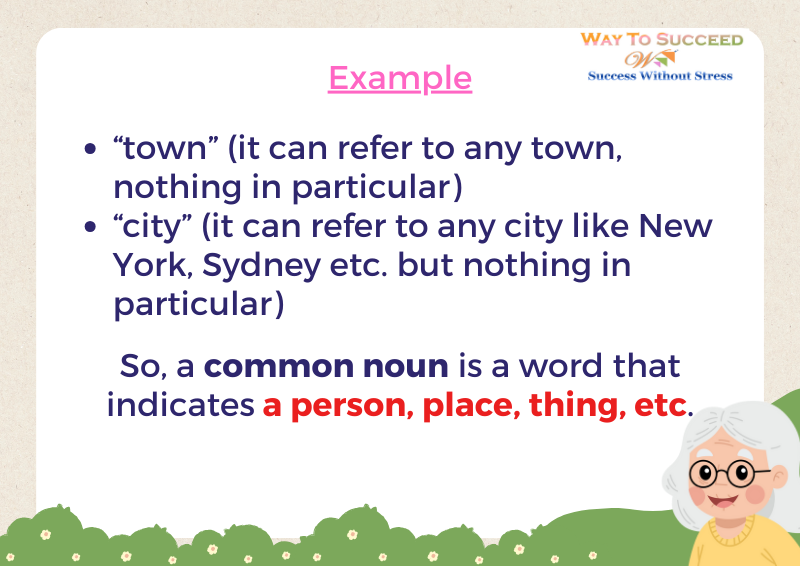 WAY TO SUCCEED
Success Without Stress
Example
• “town” (it can refer to any town,
nothing in particular)
• “city” (it can refer to any city like New
York, Sydney etc. but nothing in
particular)
So, a common noun is a word that
indicates a person, place, thing, etc.